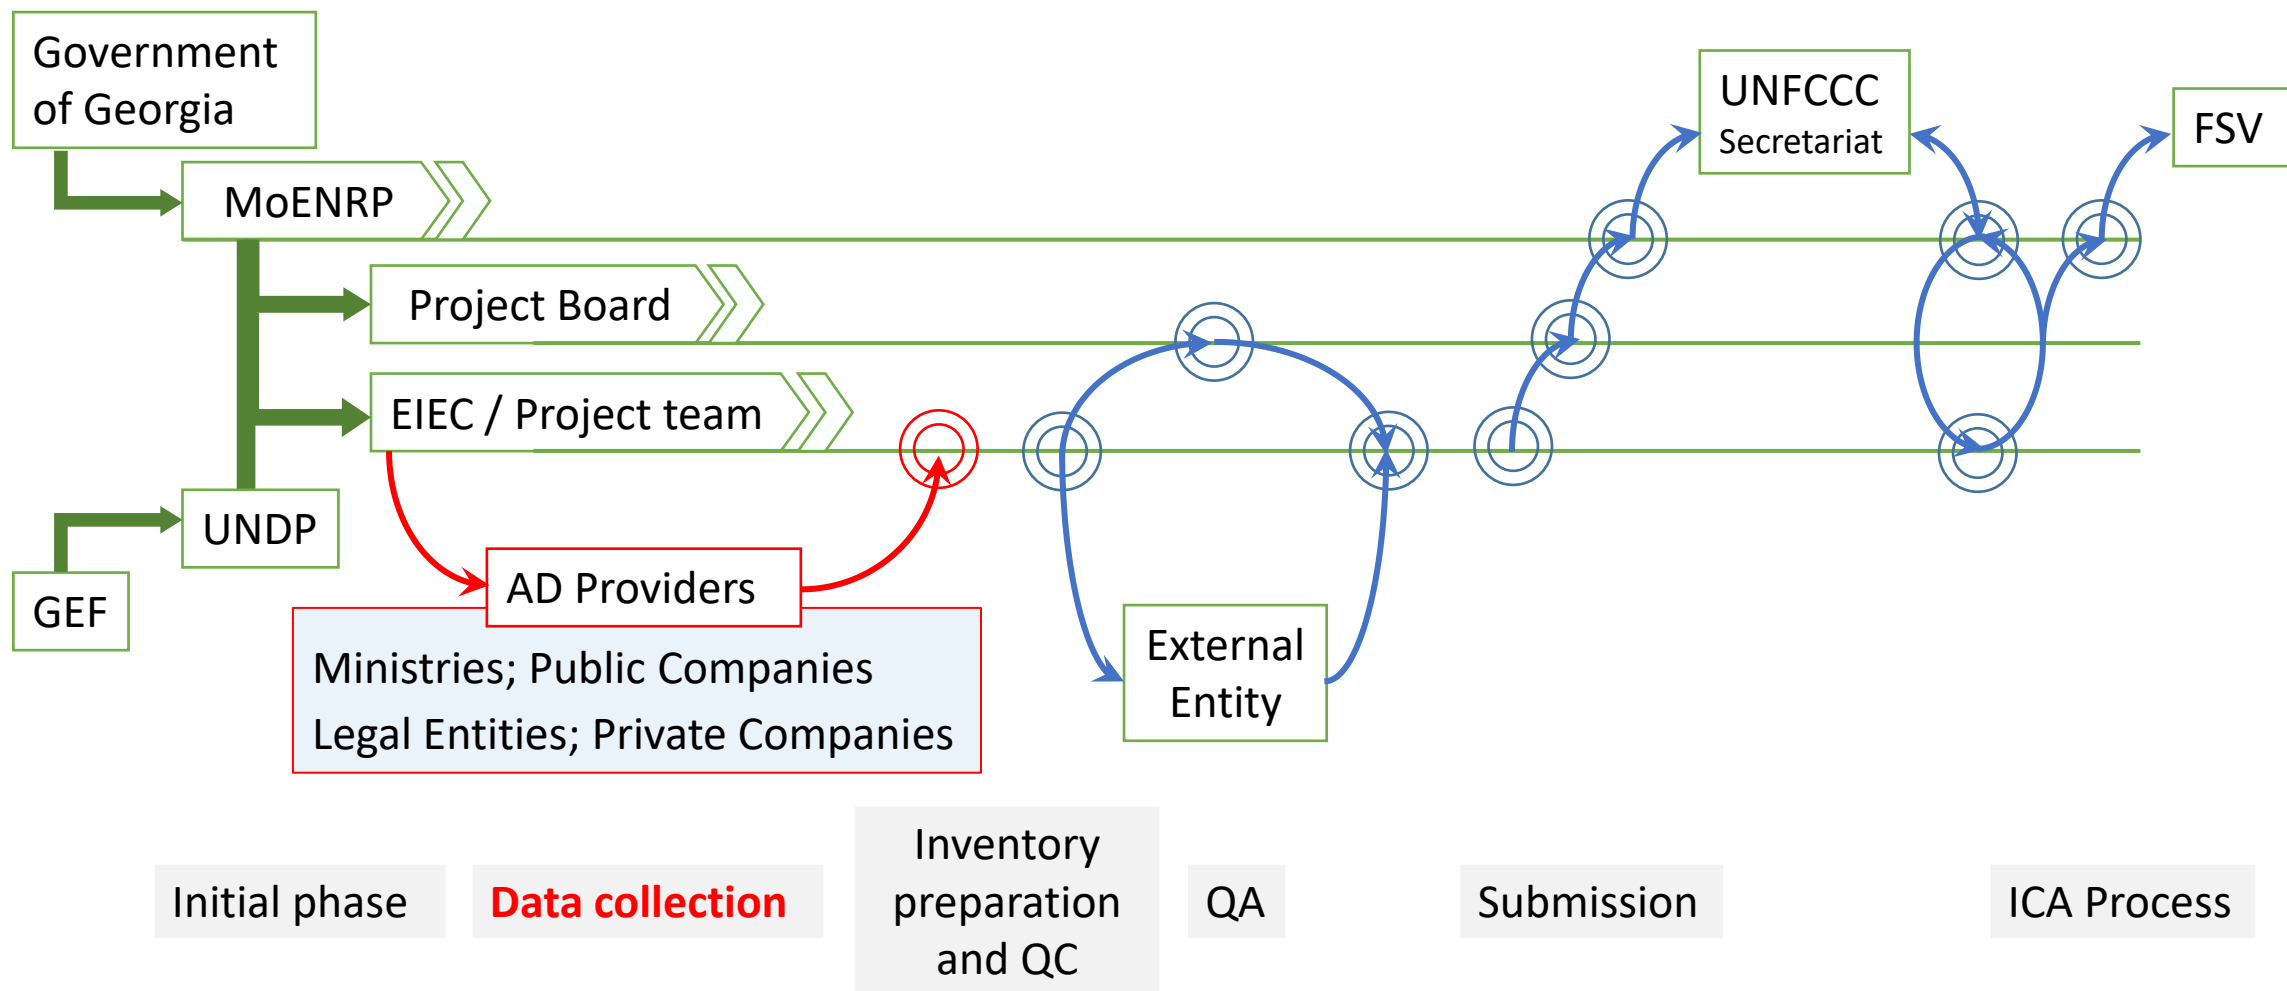 Government
of Georgia
UNFCCC
Secretariat
FSV
MoENRP
Project Board
EIEC / Project team
UNDP
GEF
AD Providers
Ministries; Public Companies
Legal Entities; Private Companies
External
Entity
Initial phase
Data collection
Inventory
preparation
and QC
QA
Submission
ICA Process